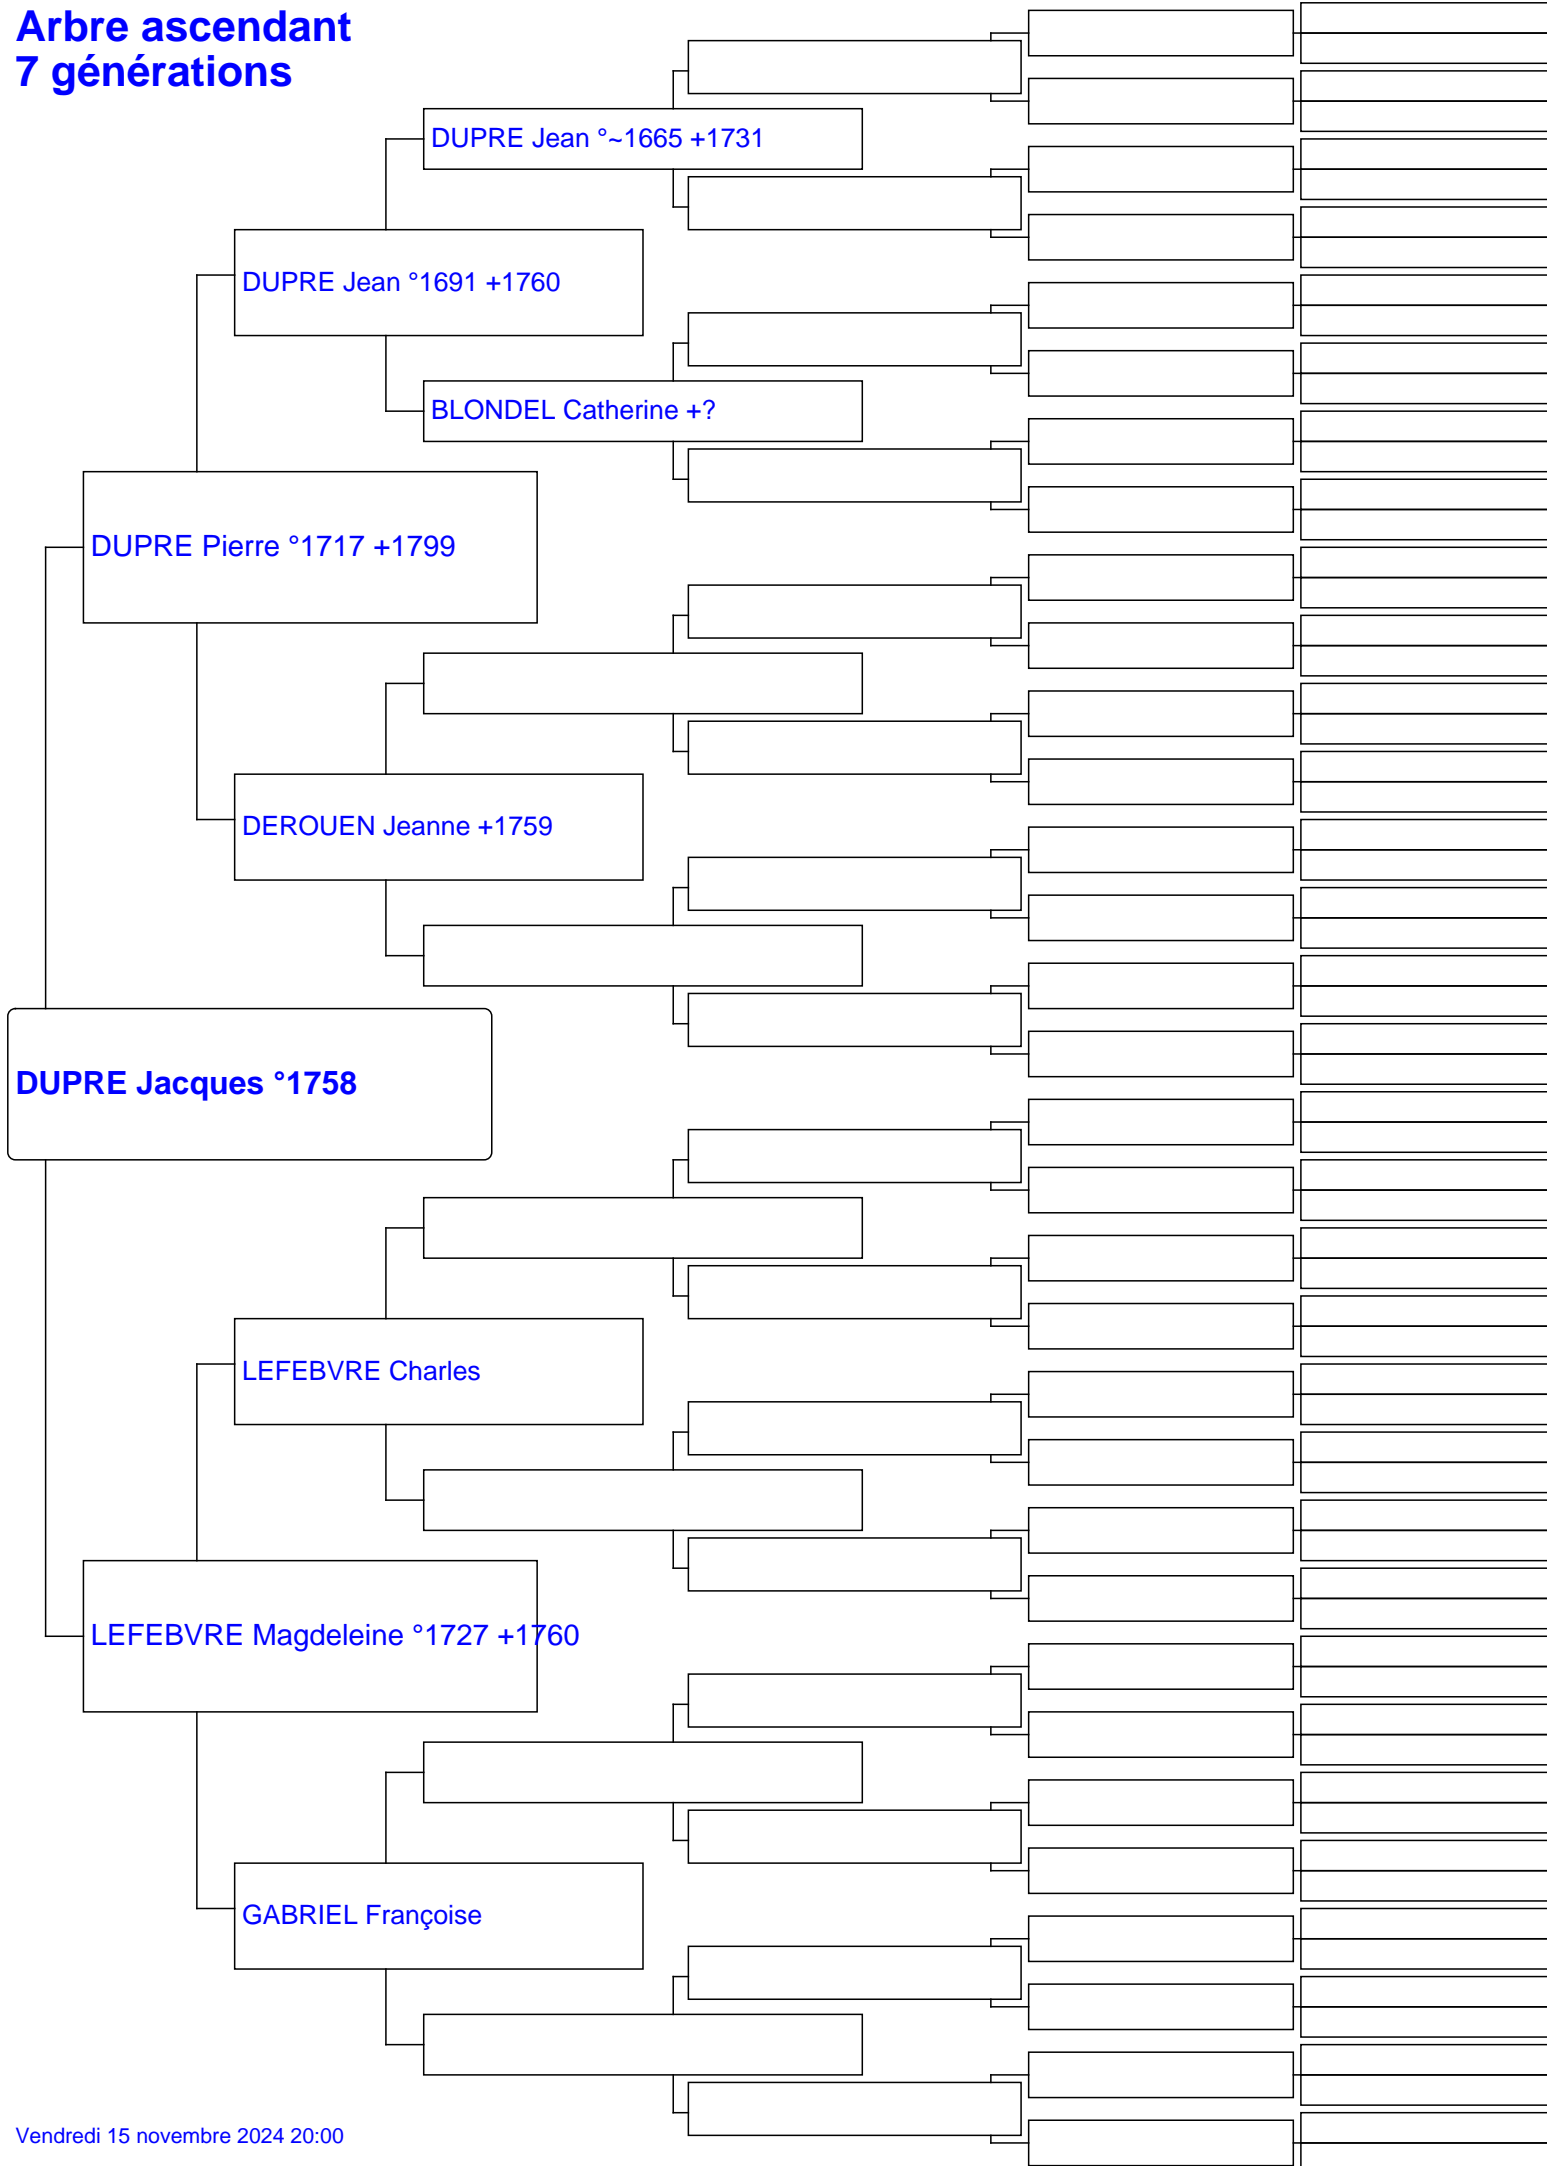 Arbre ascendant
7 générations
DUPRE Jean °~1665 +1731
DUPRE Jean °1691 +1760
BLONDEL Catherine +?
DUPRE Pierre °1717 +1799
DEROUEN Jeanne +1759
DUPRE Jacques °1758
LEFEBVRE Charles
LEFEBVRE Magdeleine °1727 +1760
GABRIEL Françoise
Vendredi 15 novembre 2024 20:00